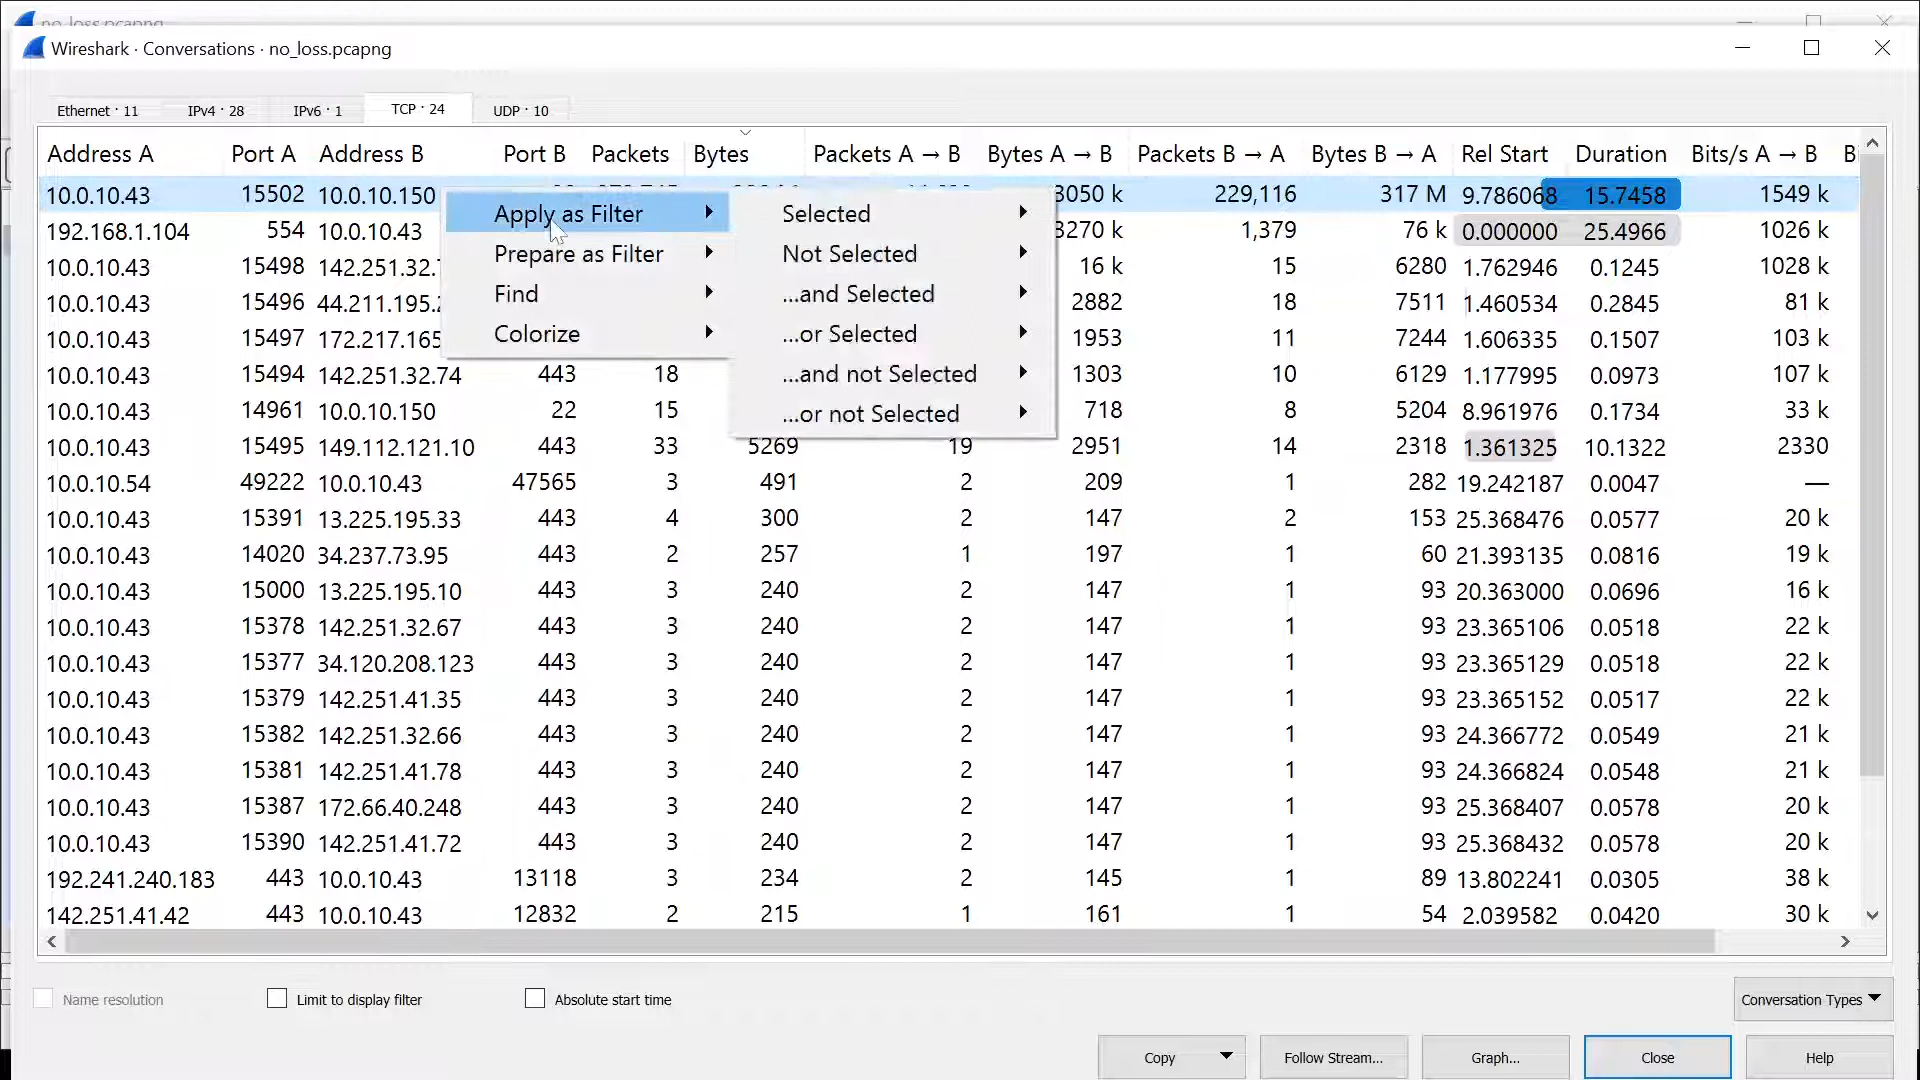 no_loss.pcapng
Wireshark · Conversations · no_loss.pcapng
Ethernet · 11 IPv4 · 28 IPv6 · 1 TCP · 24 UDP · 10
Address A Port A Address B Port B Packets Bytes Packets A → B Bytes A → B Packets B → A Bytes B → A Rel Start Duration Bits/s A → B
10.0.10.43 15502 10.0.10.150 3050 k 229,116 317 M 9.786068 15.7458 1549 k
Apply as Filter Selected
192.168.1.104 554 10.0.10.43 3270 k 1,379 76 k 0.000000 25.4966 1026 k
Prepare as Filter Not Selected
10.0.10.43 15498 142.251.32. 16 k 15 6280 1.762946 0.1245 1028 k
Find ...and Selected
10.0.10.43 15496 44.211.195. 2882 18 7511 1.460534 0.2845 81 k
Colorize ...or Selected
10.0.10.43 15497 172.217.165 1953 11 7244 1.606335 0.1507 103 k
10.0.10.43 15494 142.251.32.74 443 18 ...and not Selected 1303 10 6129 1.177995 0.0973 107 k
10.0.10.43 14961 10.0.10.150 22 15 ...or not Selected 718 8 5204 8.961976 0.1734 33 k
10.0.10.43 15495 149.112.121.10 443 33 5269 19 2951 14 2318 1.361325 10.1322 2330
10.0.10.54 49222 10.0.10.43 47565 3 491 2 209 1 282 19.242187 0.0047 —
10.0.10.43 15391 13.225.195.33 443 4 300 2 147 2 153 25.368476 0.0577 20 k
10.0.10.43 14020 34.237.73.95 443 2 257 1 197 1 60 21.393135 0.0816 19 k
10.0.10.43 15000 13.225.195.10 443 3 240 2 147 1 93 20.363000 0.0696 16 k
10.0.10.43 15378 142.251.32.67 443 3 240 2 147 1 93 23.365106 0.0518 22 k
10.0.10.43 15377 34.120.208.123 443 3 240 2 147 1 93 23.365129 0.0518 22 k
10.0.10.43 15379 142.251.41.35 443 3 240 2 147 1 93 23.365152 0.0517 22 k
10.0.10.43 15382 142.251.32.66 443 3 240 2 147 1 93 24.366772 0.0549 21 k
10.0.10.43 15381 142.251.41.78 443 3 240 2 147 1 93 24.366824 0.0548 21 k
10.0.10.43 15387 172.66.40.248 443 3 240 2 147 1 93 25.368407 0.0578 20 k
10.0.10.43 15390 142.251.41.72 443 3 240 2 147 1 93 25.368432 0.0578 20 k
192.241.240.183 443 10.0.10.43 13118 3 234 2 145 1 89 13.802241 0.0305 38 k
142.251.41.42 443 10.0.10.43 12832 2 215 1 161 1 54 2.039582 0.0420 30 k
Name resolution Limit to display filter Absolute start time Conversation Types
Copy Follow Stream... Graph... Close Help